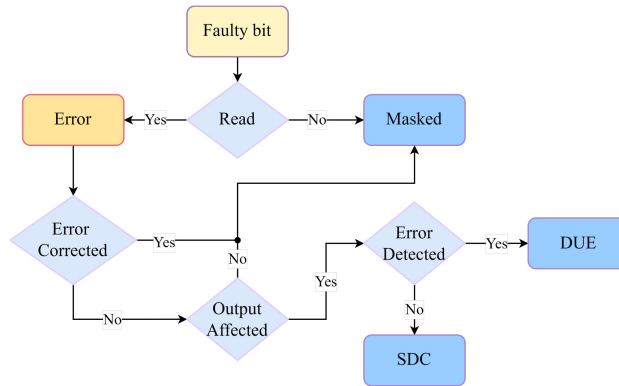 Faulty bit
Error
Yes
Read
No
Masked
Error
Corrected
Yes
No
Error
Detected
Yes
DUE
Yes
No
Output
Affected
No
SDC